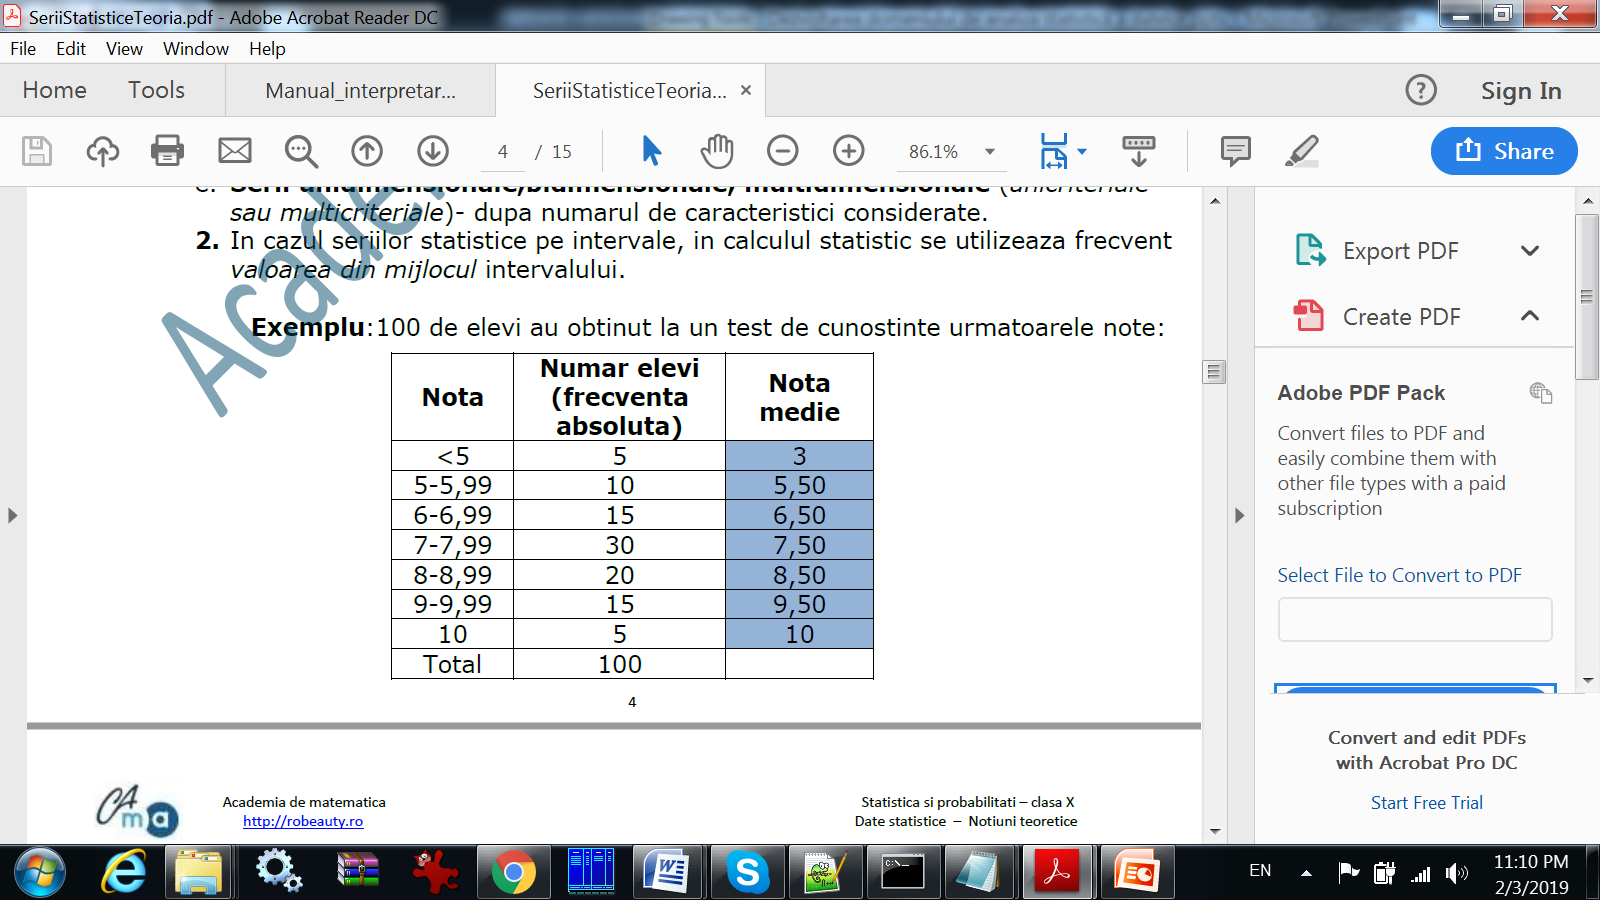 SeriiStatisticeTeoria.pdf - Adobe Acrobat Reader DC
File Edit View Window Help
Home Tools Manual_interpretar... SeriiStatisticeTeoria... ×
? Sign In
4 / 15 86.1% Share
c. Serii unidimensionale,bidimensionale, multidimensionale (unicriteriale
sau multicriteriale)- dupa numarul de caracteristici considerate.
2. In cazul seriilor statistice pe intervale, in calculul statistic se utilizeaza frecvent
valoarea din mijlocul intervalului.
Acade
Exemplu:100 de elevi au obtinut la un test de cunostinte urmatoarele note:
Nota Numar elevi (frecventa absoluta) Nota medie
<5 5 3
5-5,99 10 5,50
6-6,99 15 6,50
7-7,99 30 7,50
8-8,99 20 8,50
9-9,99 15 9,50
10 5 10
Total 100
4
CAma
Academia de matematica
http://robeauty.ro
Statistica si probabilitati – clasa X
Date statistice – Notiuni teoretice
Export PDF
Create PDF
Adobe PDF Pack
Convert files to PDF and
easily combine them with
other file types with a paid
subscription
Select File to Convert to PDF
Convert and edit PDFs
with Acrobat Pro DC
Start Free Trial
EN
11:10 PM
2/3/2019